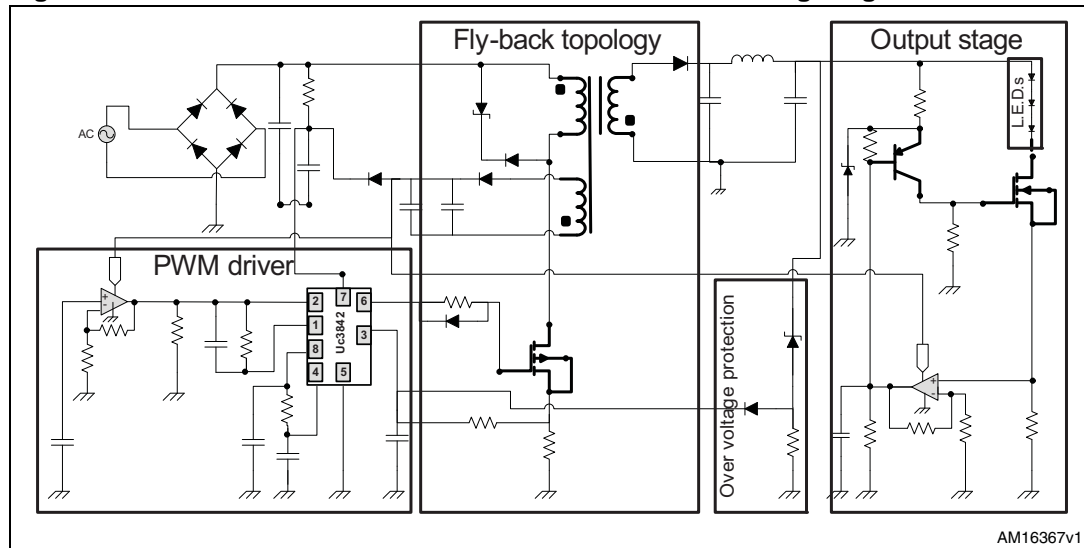 Fly-back topology
Output stage
L.E.D.s
AC
PWM driver
+
-
2
7
6
1
3
8
4
5
Uc3842
Over voltage protection
+
-
AM16367v1